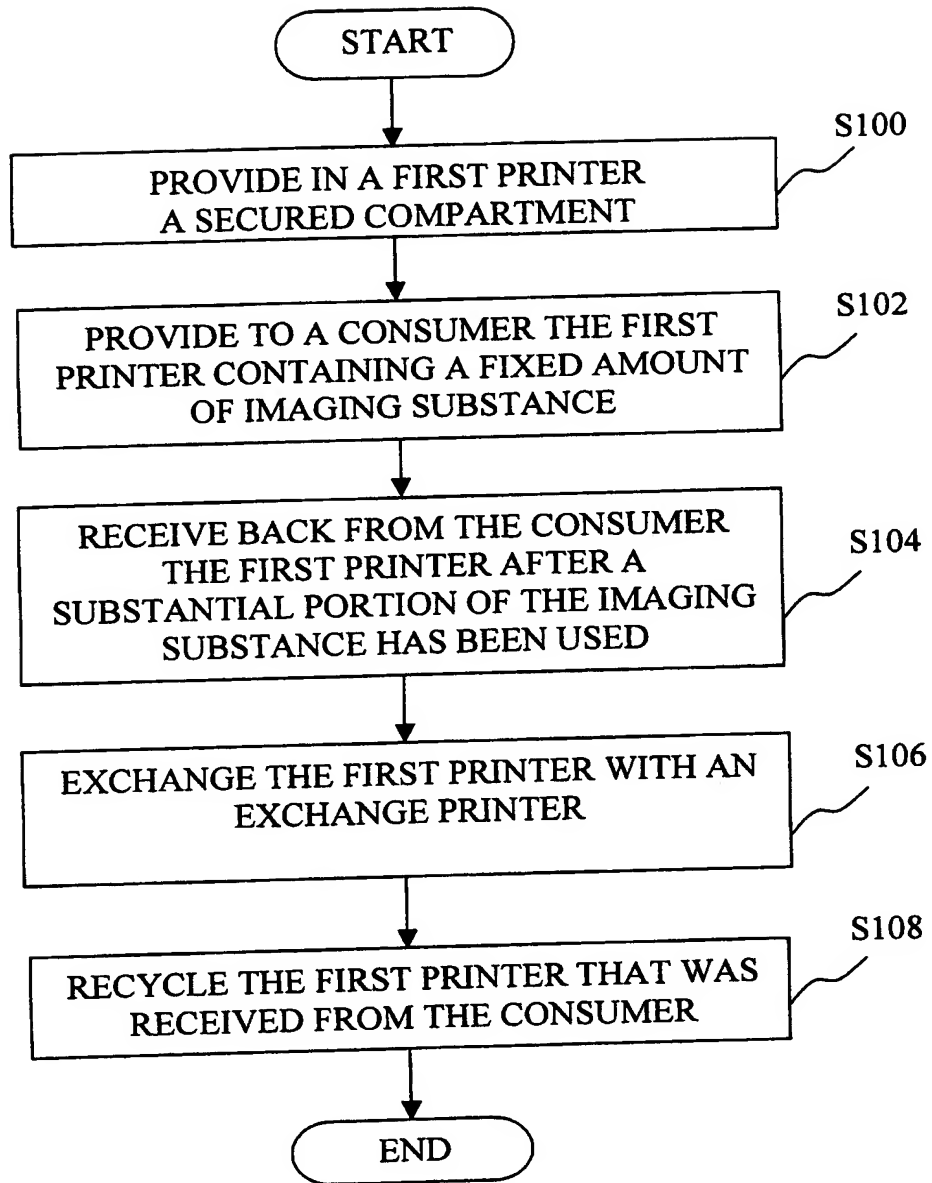 START
S100
PROVIDE IN A FIRST PRINTER
A SECURED COMPARTMENT
S102
PROVIDE TO A CONSUMER THE FIRST
PRINTER CONTAINING A FIXED AMOUNT
OF IMAGING SUBSTANCE
RECEIVE BACK FROM THE CONSUMER
THE FIRST PRINTER AFTER A
SUBSTANTIAL PORTION OF THE IMAGING
SUBSTANCE HAS BEEN USED
S104
EXCHANGE THE FIRST PRINTER WITH AN
EXCHANGE PRINTER
S106
S108
RECYCLE THE FIRST PRINTER THAT WAS
RECEIVED FROM THE CONSUMER
END